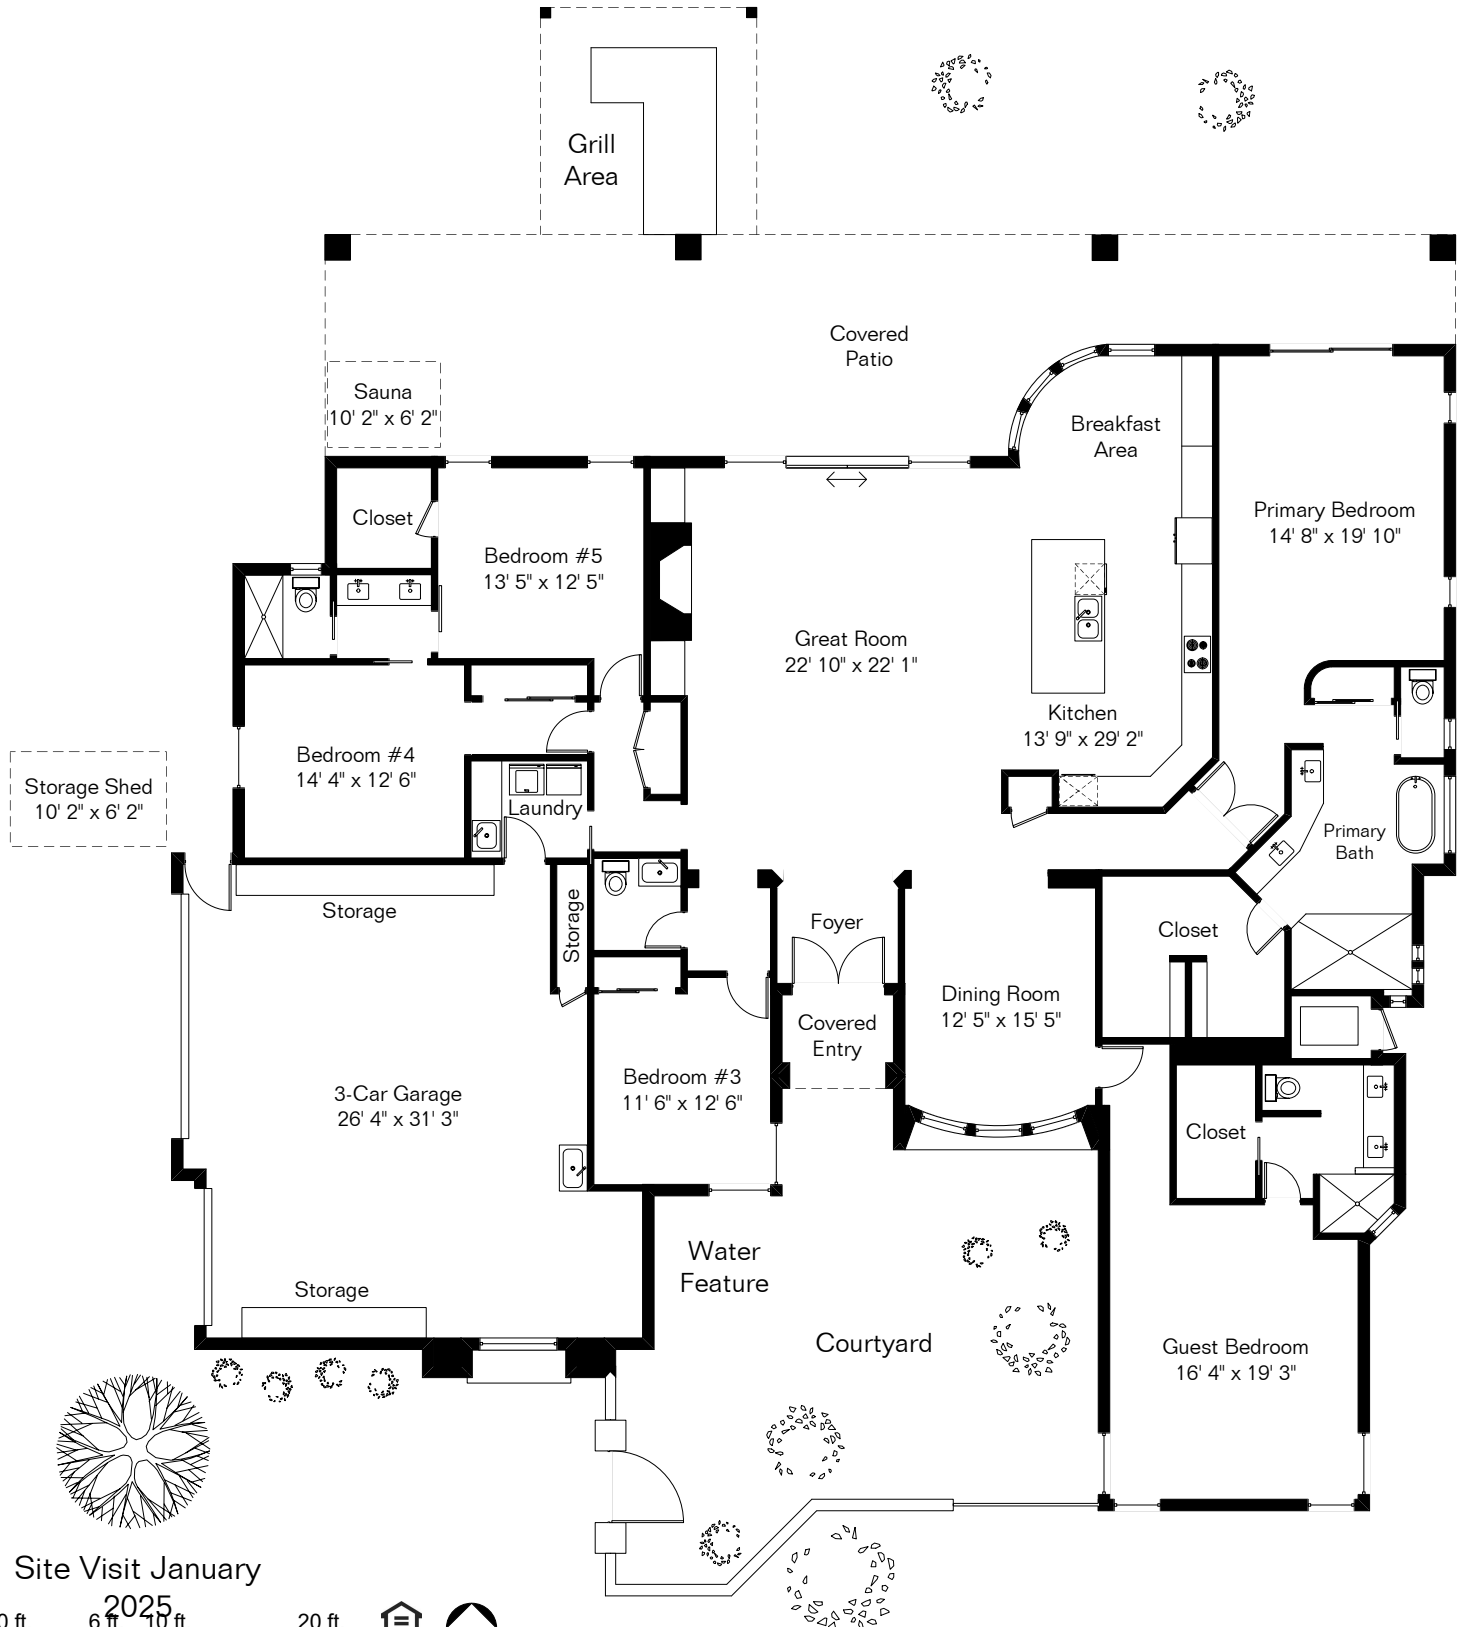 Grill
Area
Covered
Patio
Sauna
10' 2" x 6' 2"
Breakfast
Area
Closet
Primary Bedroom
14' 8" x 19' 10"
Bedroom #5
13' 5" x 12' 5"
Great Room
22' 10" x 22' 1"
Kitchen
13' 9" x 29' 2"
Bedroom #4
14' 4" x 12' 6"
Storage Shed
10' 2" x 6' 2"
Laundry
Primary
Bath
Storage
Storage
Foyer
Closet
Dining Room
12' 5" x 15' 5"
Covered
Entry
Bedroom #3
11' 6" x 12' 6"
3-Car Garage
26' 4" x 31' 3"
Closet
Water
Feature
Storage
Courtyard
Guest Bedroom
16' 4" x 19' 3"
Site Visit January
2025
0 ft 6 ft 10 ft 20 ft